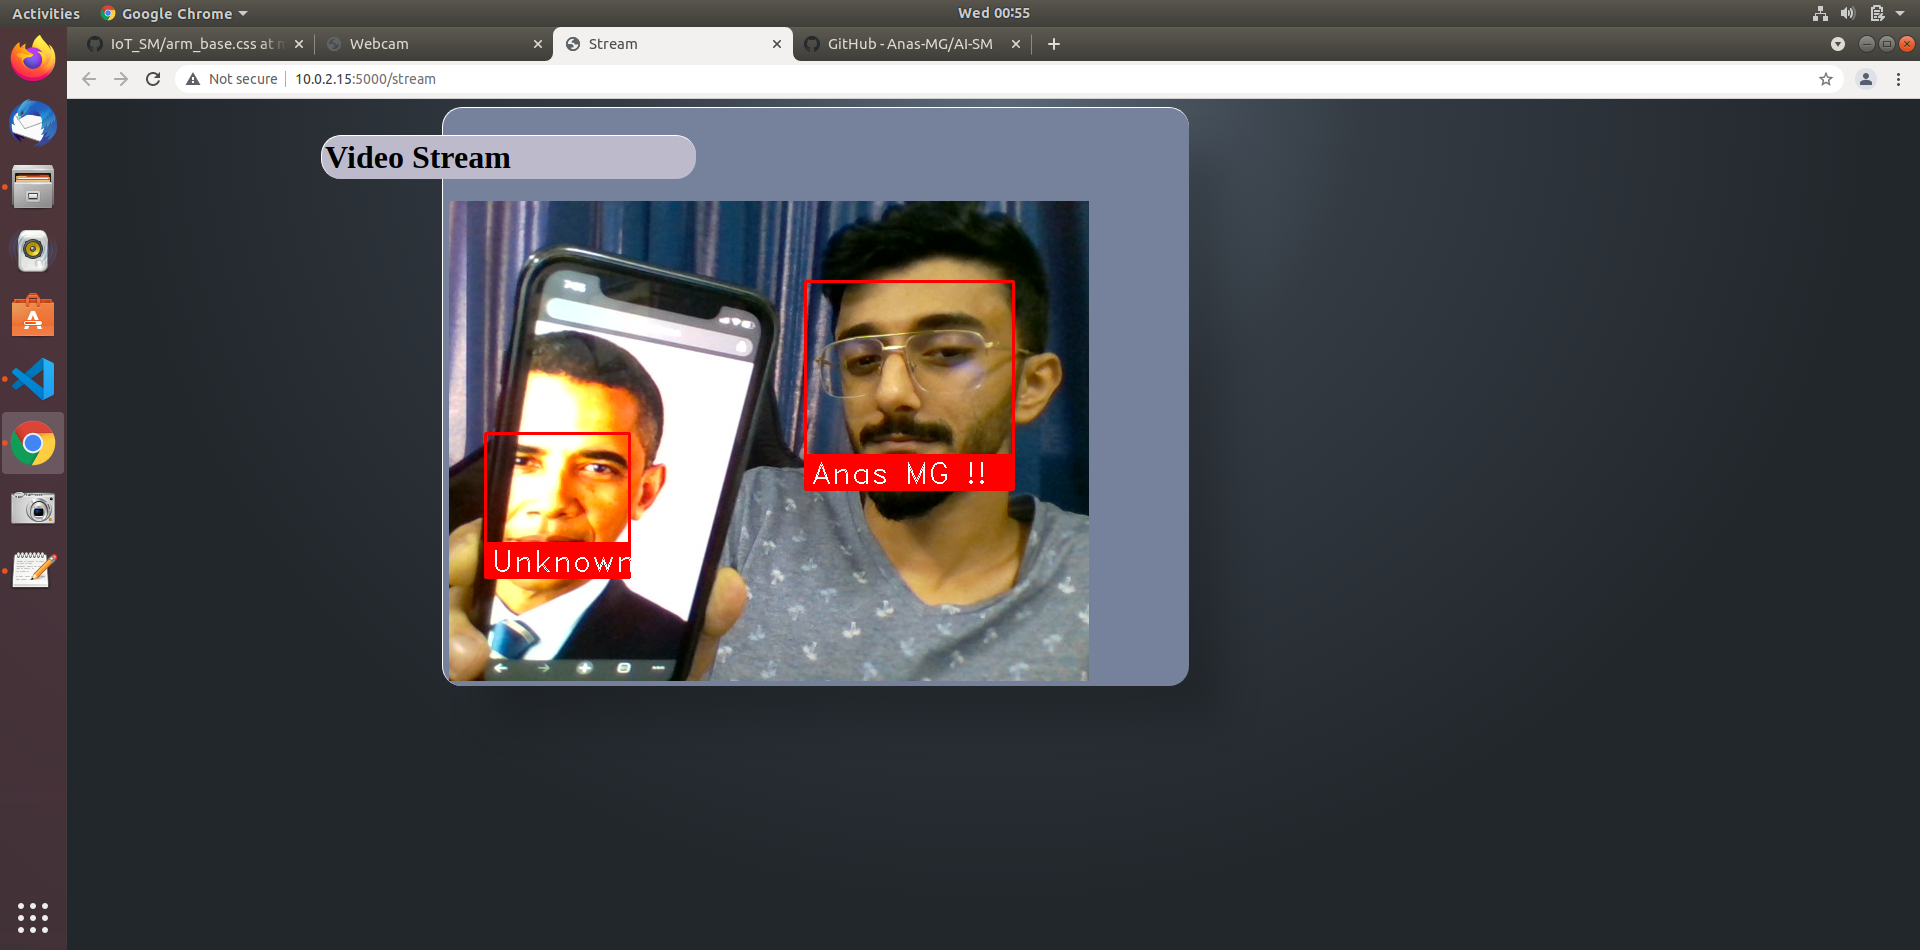 Activities
Google Chrome
Wed 00:55
IoT_SM/arm_base.css at m
Webcam
Stream
GitHub - Anas-MG/AI-SM
Not secure
10.0.2.15:5000/stream
Video Stream
Anas MG !!
Unknown